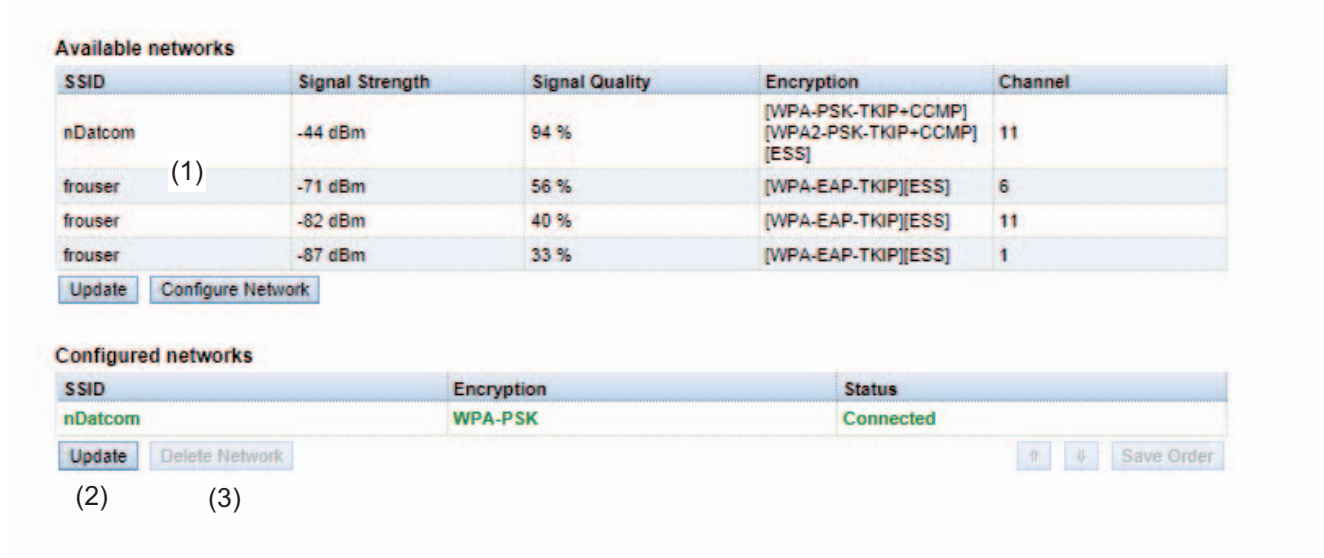 Available networks
SSID Signal Strength Signal Quality Encryption Channel
nDatcom -44 dBm 94 % [WPA-PSK-TKIP+CCMP] [WPA2-PSK-TKIP+CCMP] [ESS] 11
(1)
frouser -71 dBm 56 % [WPA-EAP-TKIP][ESS] 6
frouser -82 dBm 40 % [WPA-EAP-TKIP][ESS] 11
frouser -87 dBm 33 % [WPA-EAP-TKIP][ESS] 1
Update Configure Network
Configured networks
SSID Encryption Status
nDatcom WPA-PSK Connected
Update Delete Network ⇑ ⇓ Save Order
(2) (3)